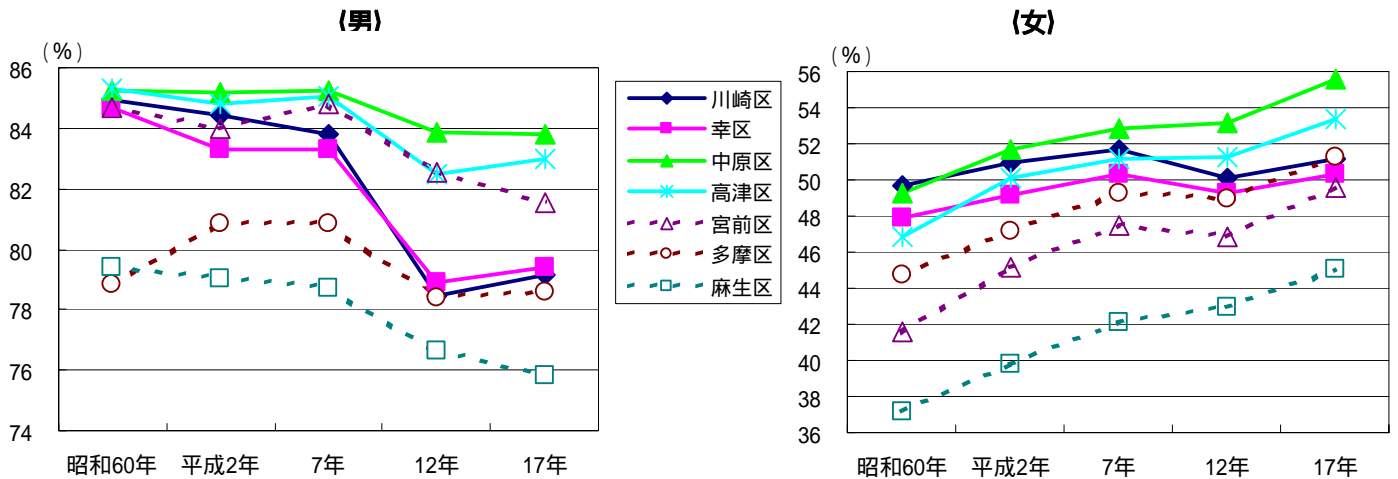 (男)
(%)
86
84
82
80
78
76
74
昭和60年 平成2年 7年 12年 17年
川崎区
幸区
中原区
高津区
宮前区
多摩区
麻生区
(女)
(%)
56
54
52
50
48
46
44
42
40
38
36
昭和60年 平成2年 7年 12年 17年